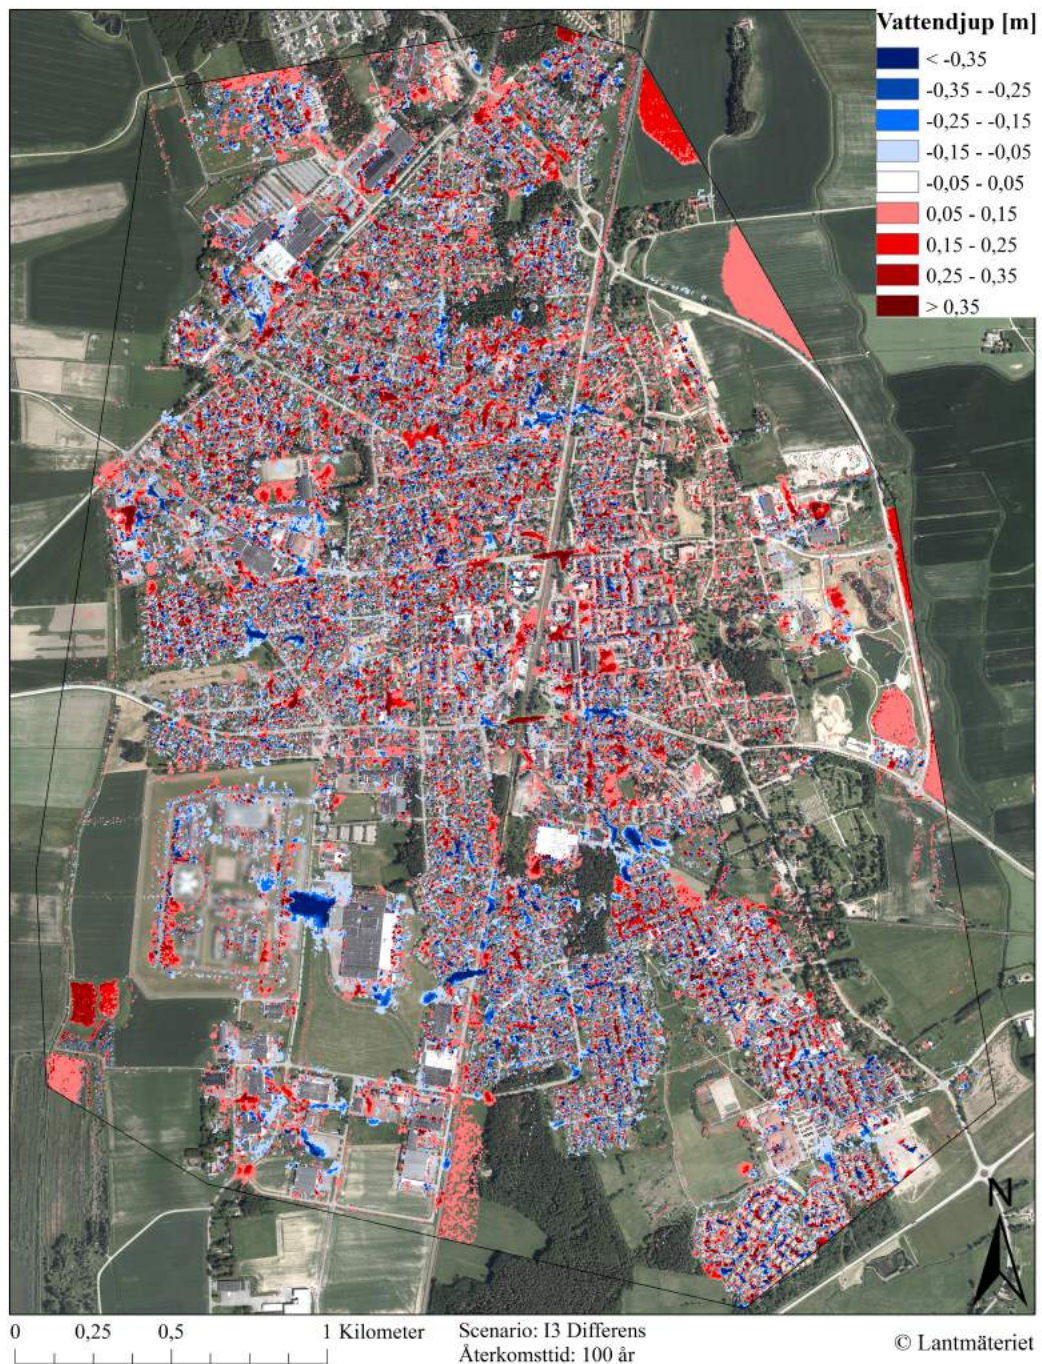 Vattendjup [m]
< -0,35
-0,35 - -0,25
-0,25 - -0,15
-0,15 - -0,05
-0,05 - 0,05
0,05 - 0,15
0,15 - 0,25
0,25 - 0,35
> 0,35
N
0 0,25 0,5 1 Kilometer
Scenario: I3 Differens
Återkomsttid: 100 år
© Lantmäteriet